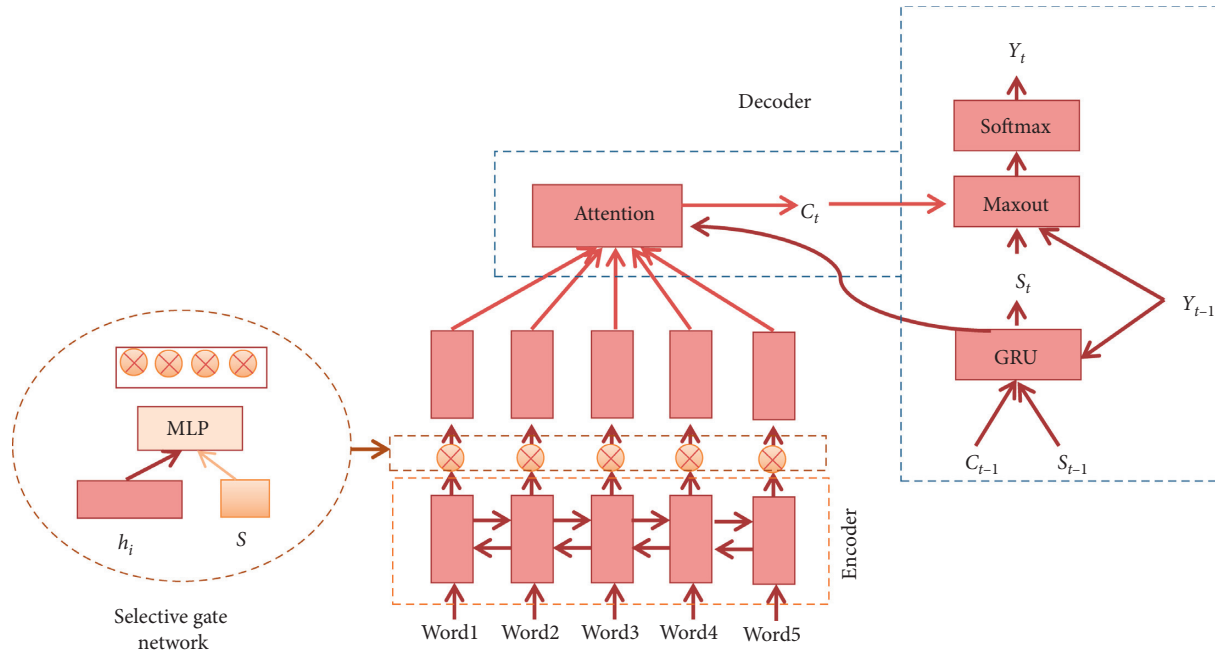 Y_t
Decoder
Softmax
Attention
C_t
Maxout
S_t
Y_{t–1}
GRU
MLP
C_{t–1}
S_{t–1}
h_i
S
Encoder
Selective gate
network
Word1 Word2 Word3 Word4 Word5